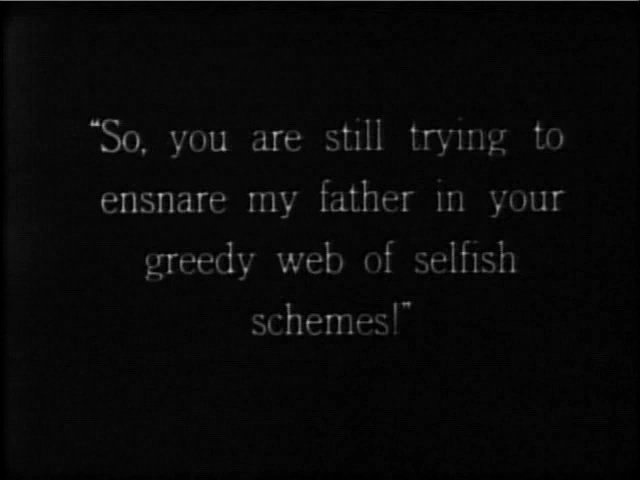 “So, you are still trying to
ensnare my father in your
greedy web of selfish
schemes!”